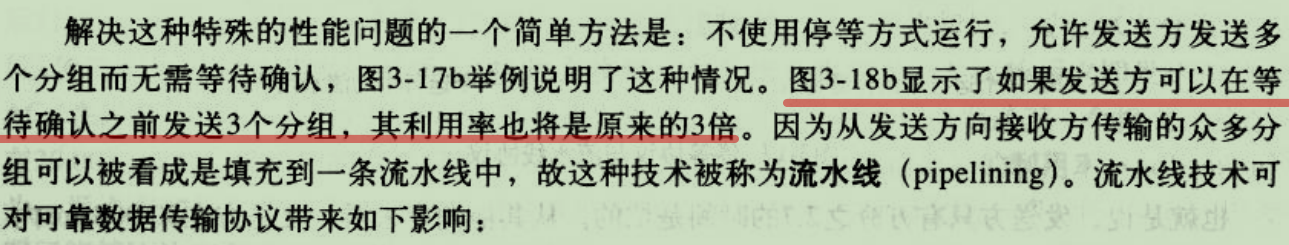 解决这种特殊的性能问题的一个简单方法是：不使用停等方式运行，允许发送方发送多
个分组而无需等待确认，图3-17b举例说明了这种情况。图3-18b显示了如果发送方可以在等
待确认之前发送3个分组，其利用率也将是原来的3倍。因为从发送方向接收方传输的众多分
组可以被看成是填充到一条流水线中，故这种技术被称为流水线（pipelining）。流水线技术可
对可靠数据传输协议带来如下影响：